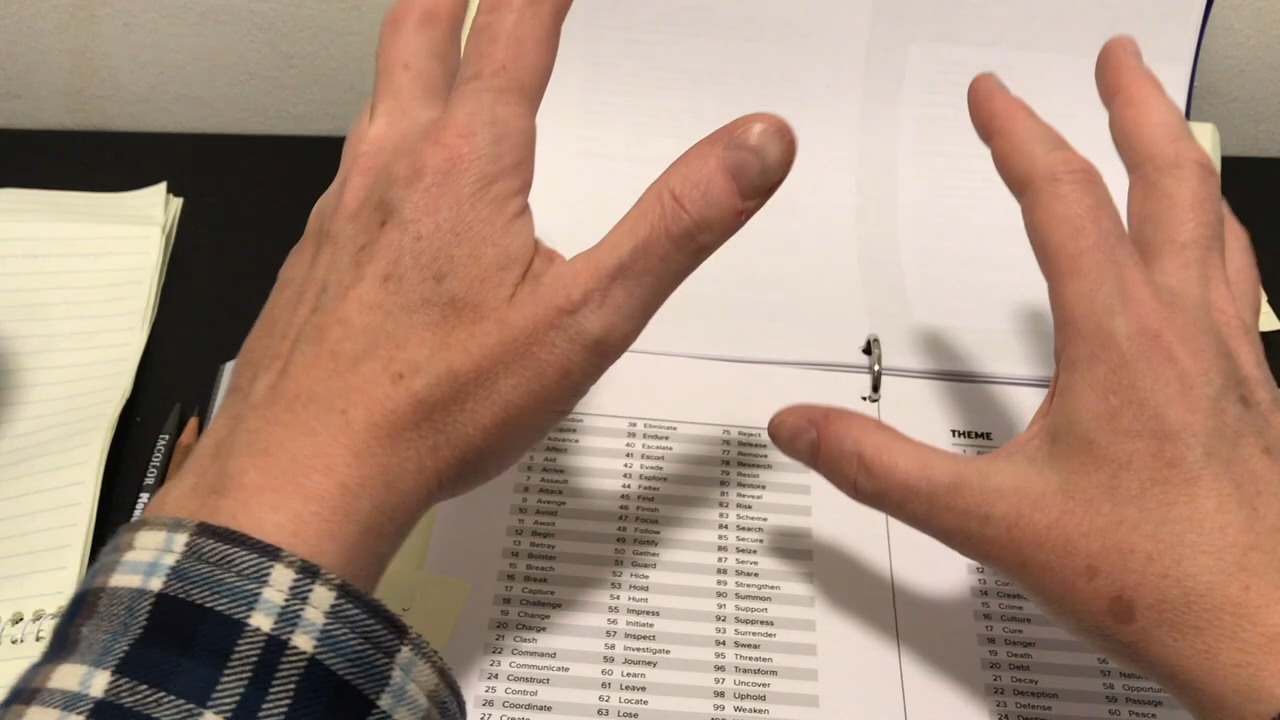 38 Eliminate 75 Reject
39 Endure 76 Release
Advance 40 Escalate 77 Remove
Affect 41 Escort 78 Research
5 Aid 42 Evade 79 Resist
6 Arrive 43 Explore 80 Restore
7 Assault 44 Falter 81 Reveal
8 Attack 45 Find 82 Risk
9 Avenge 46 Finish 83 Scheme
10 Avoid 47 Focus 84 Search
11 Await 48 Follow 85 Secure
12 Begin 49 Fortify 86 Seize
13 Betray 50 Gather 87 Serve
14 Bolster 51 Guard 88 Share
15 Breach 52 Hide 89 Strengthen
16 Break 53 Hold 90 Summon
17 Capture 54 Hunt 91 Support
18 Challenge 55 Impress 92 Suppress
19 Change 56 Initiate 93 Surrender
20 Charge 57 Inspect 94 Swear
21 Clash 58 Investigate 95 Threaten
22 Command 59 Journey 96 Transform
23 Communicate 60 Learn 97 Uncover
24 Construct 61 Leave 98 Uphold
25 Control 62 Locate 99 Weaken
26 Coordinate 63 Lose
27 Create
THEME
12
13
14
15 Crime
16 Culture
17 Cure
18 Danger
19 Death 56
20 Debt 57
21 Decay 58
22 Deception 59 Passage
23 Defense 60 Peace
24